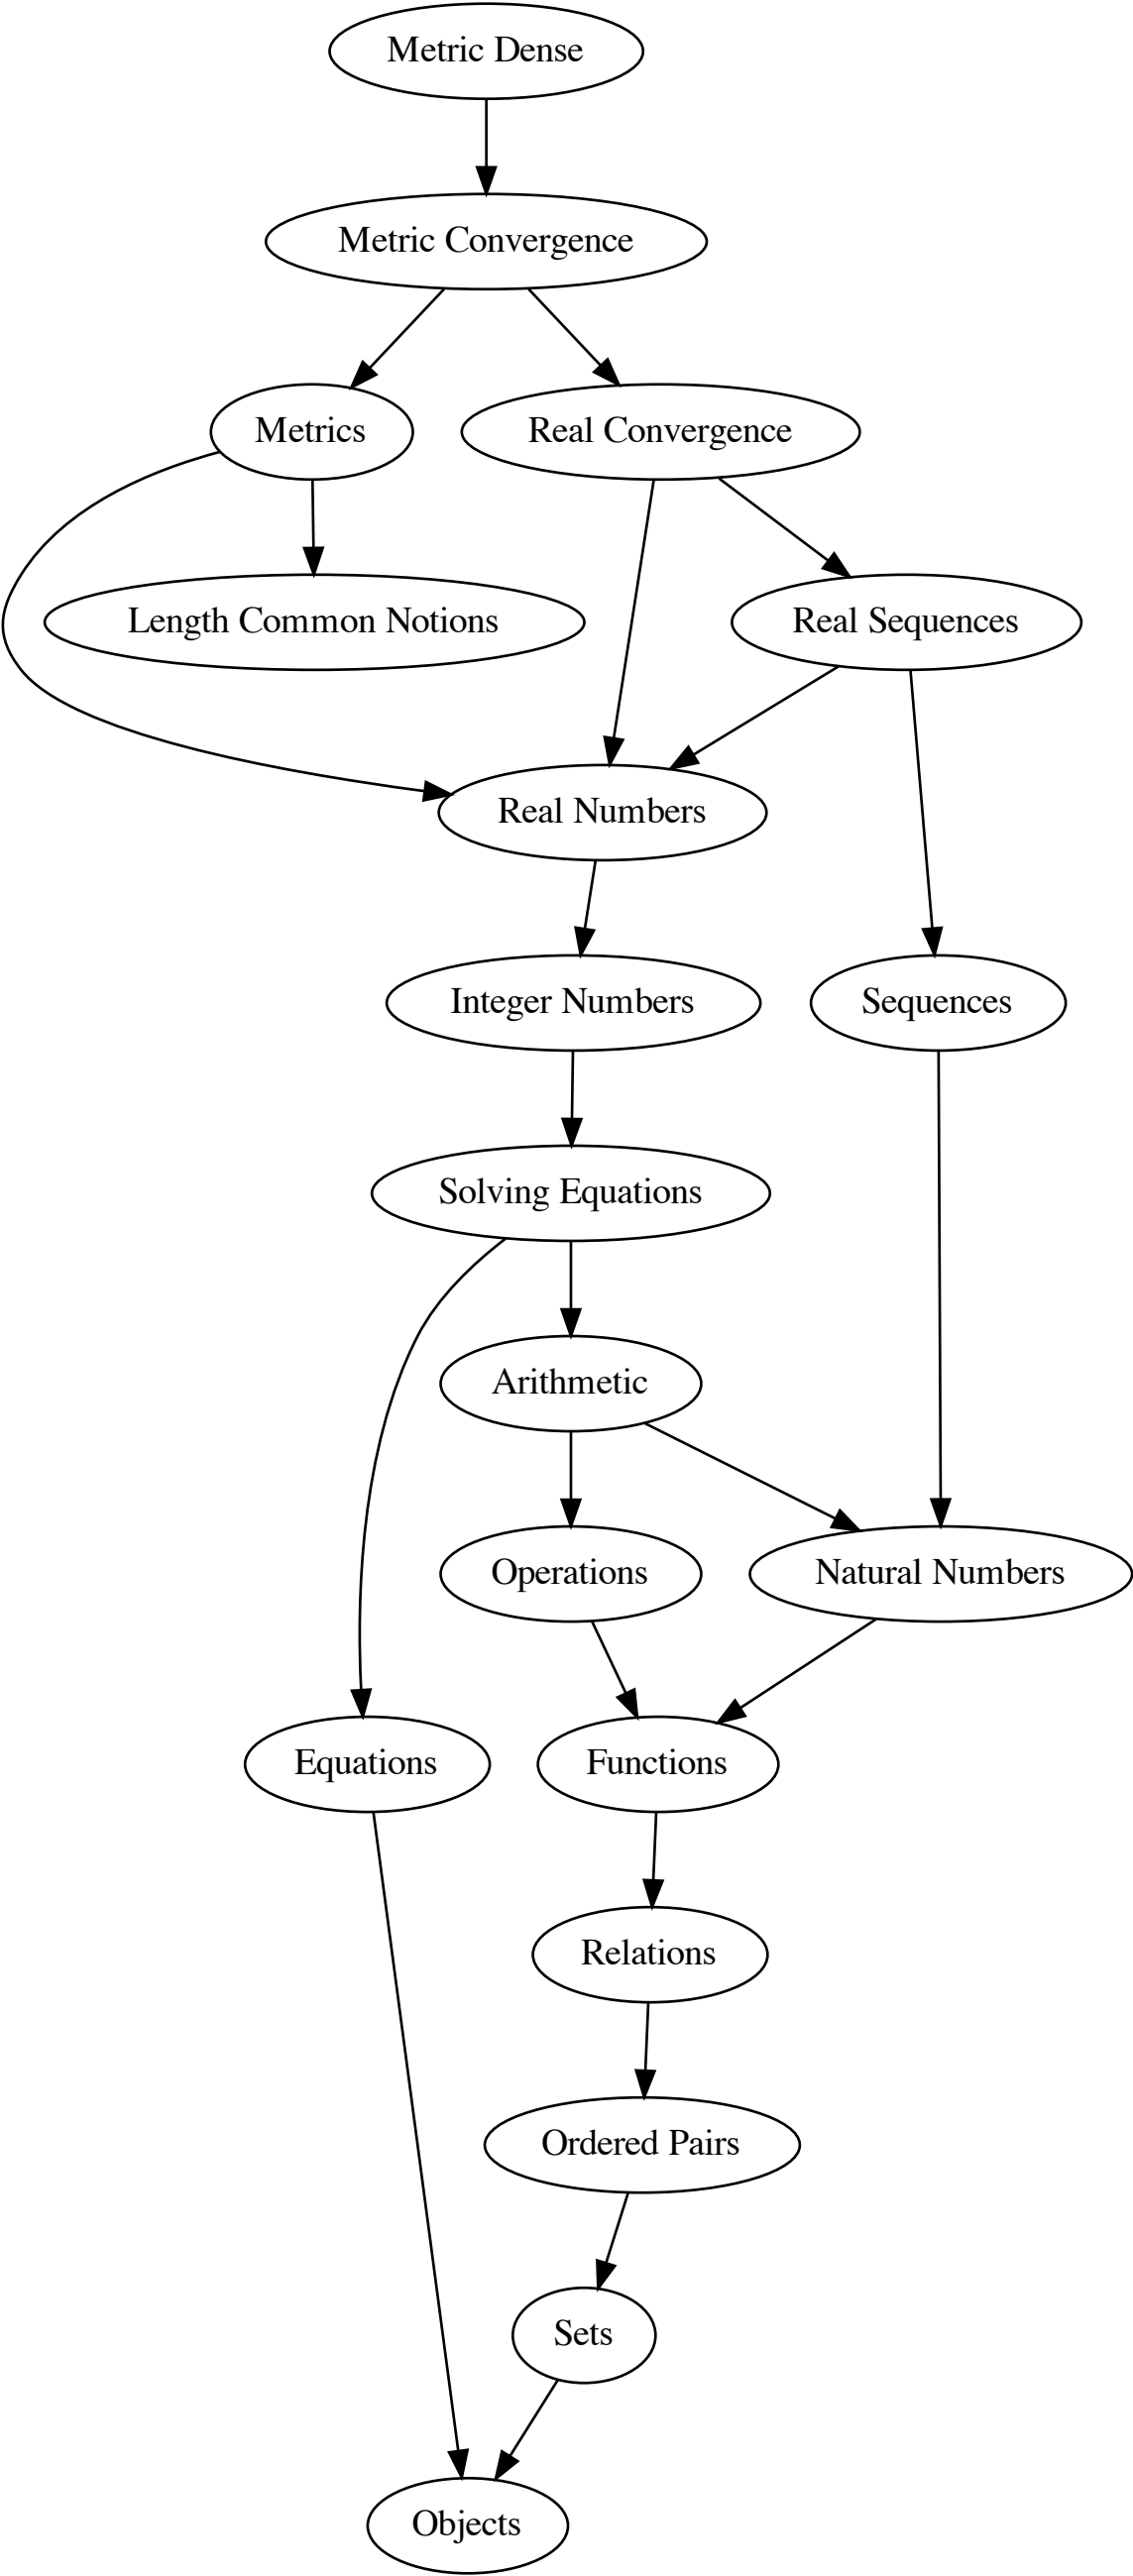 Metric Dense
Metric Convergence
Metrics
Real Convergence
Length Common Notions
Real Sequences
Real Numbers
Integer Numbers
Sequences
Solving Equations
Arithmetic
Operations
Natural Numbers
Equations
Functions
Relations
Ordered Pairs
Sets
Objects